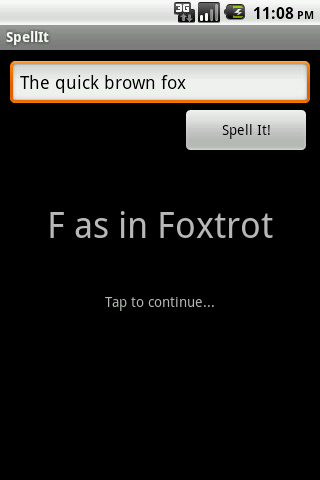 3G 11:08 PM
SpellIt
The quick brown fox
Spell It!
F as in Foxtrot
Tap to continue...